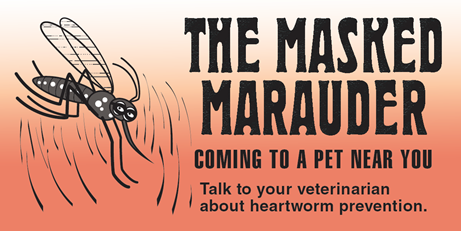 THE MASKED
MARAUDER
COMING TO A PET NEAR YOU
Talk to your veterinarian
about heartworm prevention.